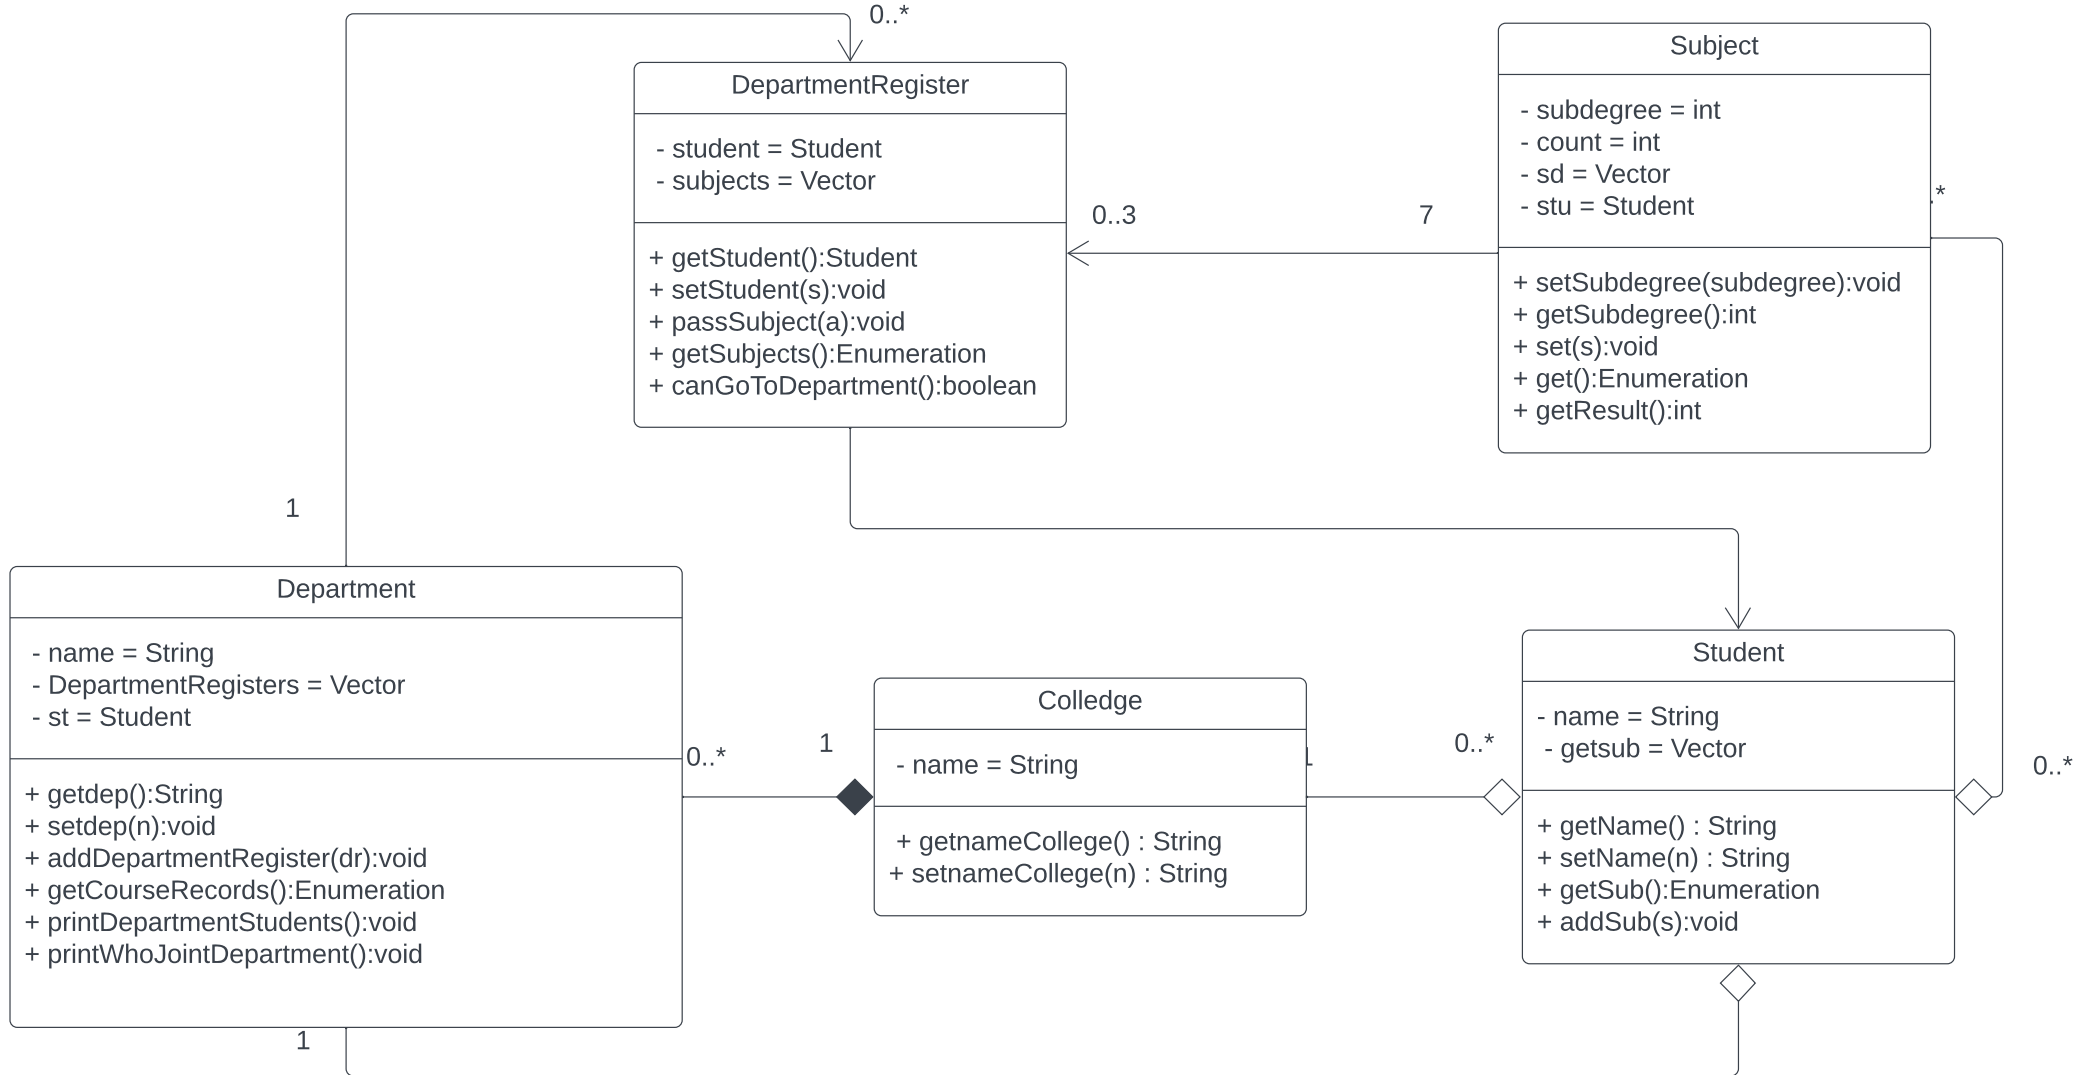 0..*
DepartmentRegister
- student = Student
- subjects = Vector
+ getStudent():Student
+ setStudent(s):void
+ passSubject(a):void
+ getSubjects():Enumeration
+ canGoToDepartment():boolean
0..3
7
Subject
- subdegree = int
- count = int
- sd = Vector
- stu = Student
+ setSubdegree(subdegree):void
+ getSubdegree():int
+ set(s):void
+ get():Enumeration
+ getResult():int
.*
1
Department
- name = String
- DepartmentRegisters = Vector
- st = Student
+ getdep():String
+ setdep(n):void
+ addDepartmentRegister(dr):void
+ getCourseRecords():Enumeration
+ printDepartmentStudents():void
+ printWhoJointDepartment():void
0..*
1
Colledge
- name = String
+ getnameCollege() : String
+ setnameCollege(n) : String
0..*
Student
- name = String
- getsub = Vector
+ getName() : String
+ setName(n) : String
+ getSub():Enumeration
+ addSub(s):void
0..*
1